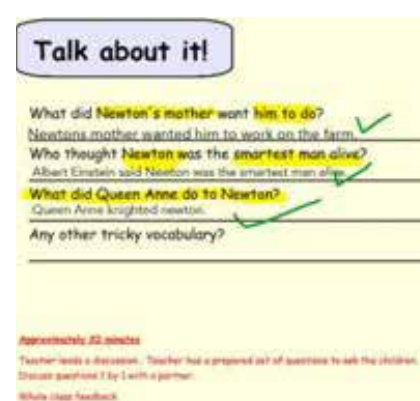 Talk about it!
What did Newton's mother want him to do?
Newtons mother wanted him to work on the farm.
Who thought Newton was the smartest man alive?
Albert Einstein said Newton was the smartest man alive.
What did Queen Anne do to Newton?
Queen Anne knighted newton.
Any other tricky vocabulary?
Approximately minutes
Teacher leads a discussion. Teacher has a prepared set of questions to ask the children.
Discuss questions 1 by 1 with a partner.
Whole class feedback